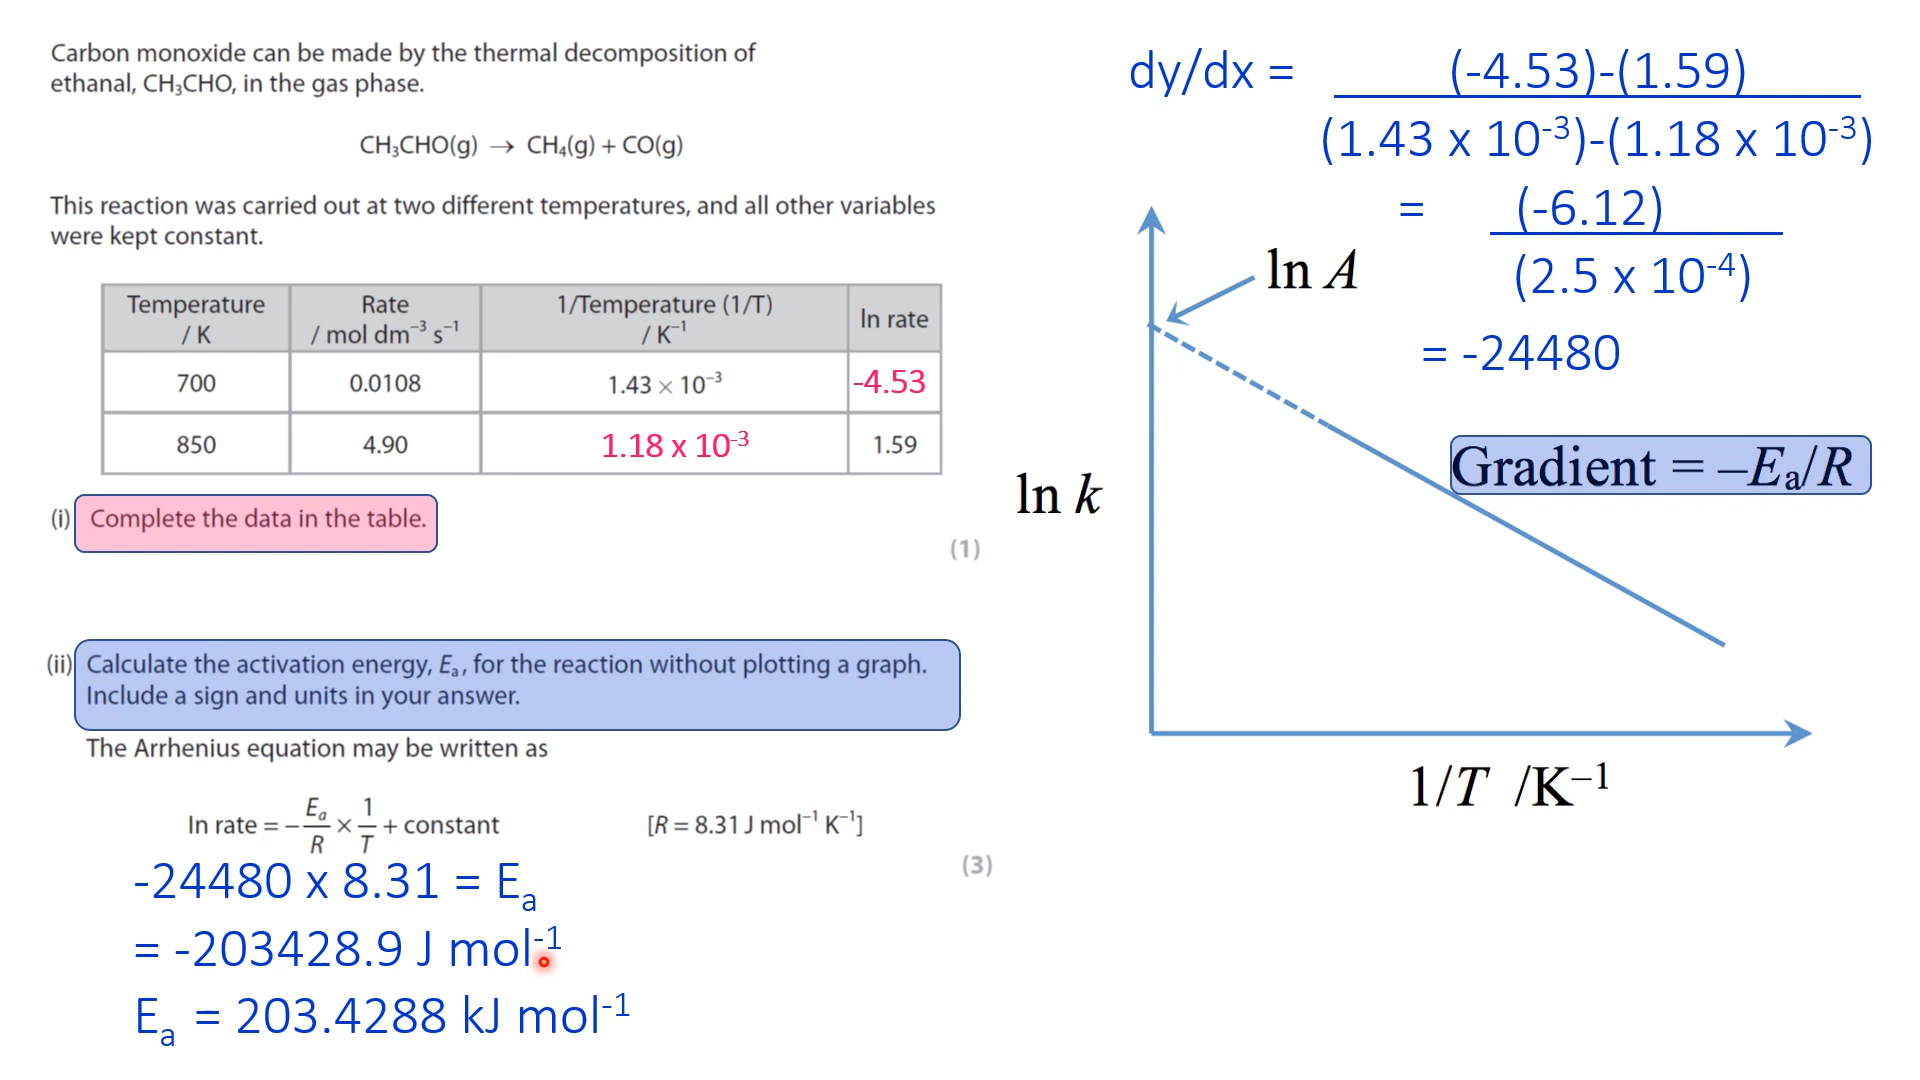 Carbon monoxide can be made by the thermal decomposition of
ethanal, CH₃CHO, in the gas phase.
CH₃CHO(g) → CH₄(g) + CO(g)
This reaction was carried out at two different temperatures, and all other variables
were kept constant.
Temperature / K | Rate / mol dm⁻³ s⁻¹ | 1/Temperature (1/T) / K⁻¹ | ln rate
700 | 0.0108 | 1.43 × 10⁻³ | -4.53
850 | 4.90 | 1.18 x 10⁻³ | 1.59
(i) Complete the data in the table.
(1)
(ii) Calculate the activation energy, Eₐ, for the reaction without plotting a graph.
Include a sign and units in your answer.
The Arrhenius equation may be written as
ln rate = −Eₐ/R × 1/T + constant [R = 8.31 J mol⁻¹ K⁻¹]
(3)
-24480 x 8.31 = Eₐ
= -203428.9 J mol⁻¹
Eₐ = 203.4288 kJ mol⁻¹
dy/dx = (-4.53)-(1.59)
(1.43 x 10⁻³)-(1.18 x 10⁻³)
= (-6.12)
(2.5 x 10⁻⁴)
= -24480
ln A
Gradient = –Eₐ/R
ln k
1/T /K⁻¹